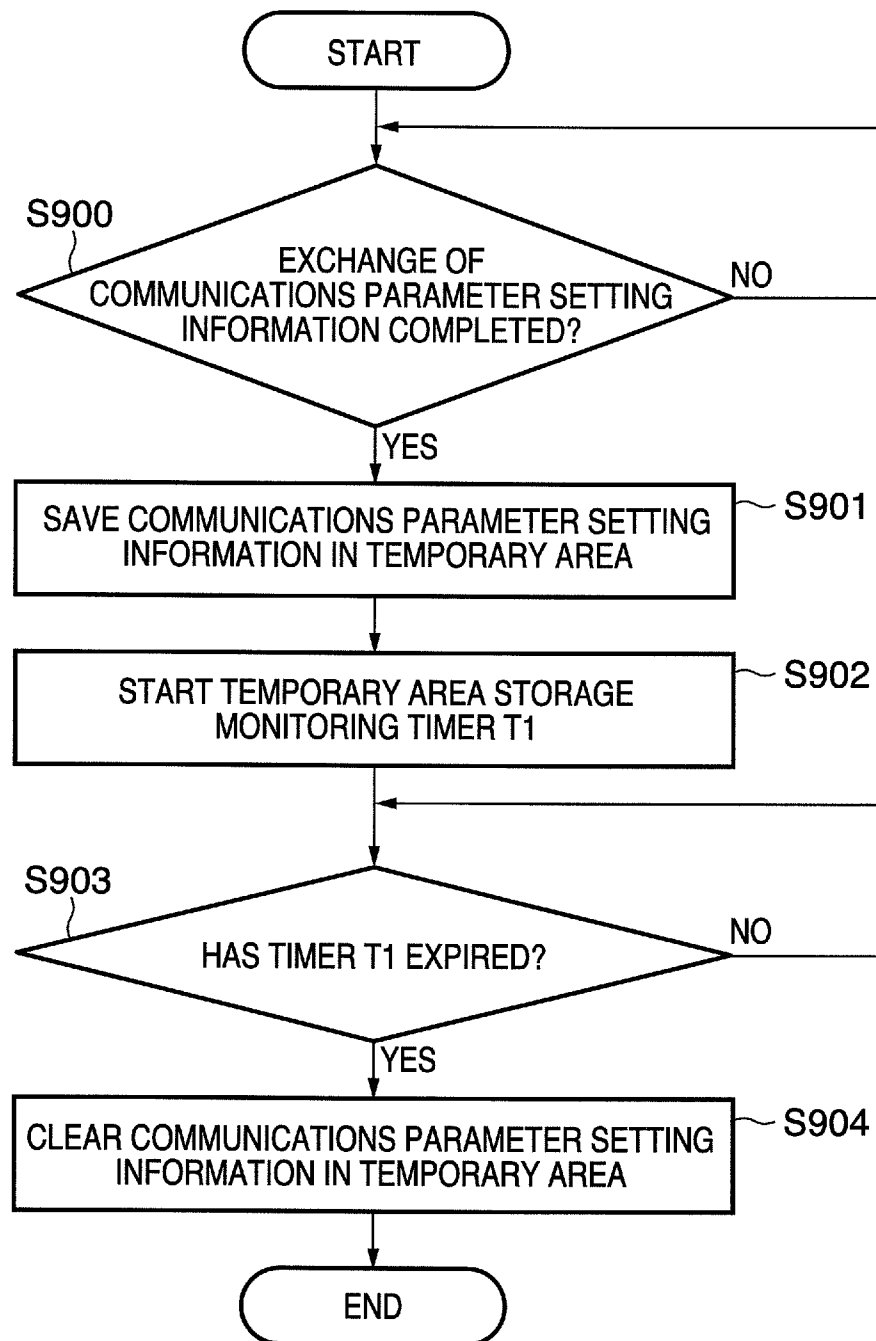 START
S900
EXCHANGE OF
COMMUNICATIONS PARAMETER SETTING
INFORMATION COMPLETED?
NO
YES
SAVE COMMUNICATIONS PARAMETER SETTING
INFORMATION IN TEMPORARY AREA
S901
START TEMPORARY AREA STORAGE
MONITORING TIMER T1
S902
S903
HAS TIMER T1 EXPIRED?
NO
YES
CLEAR COMMUNICATIONS PARAMETER SETTING
INFORMATION IN TEMPORARY AREA
S904
END